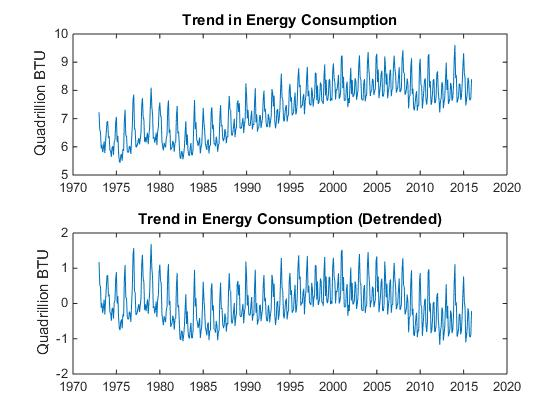 Trend in Energy Consumption
10
9
8
7
6
5
Quadrillion BTU
1970 1975 1980 1985 1990 1995 2000 2005 2010 2015 2020
Trend in Energy Consumption (Detrended)
2
1
0
-1
-2
Quadrillion BTU
1970 1975 1980 1985 1990 1995 2000 2005 2010 2015 2020